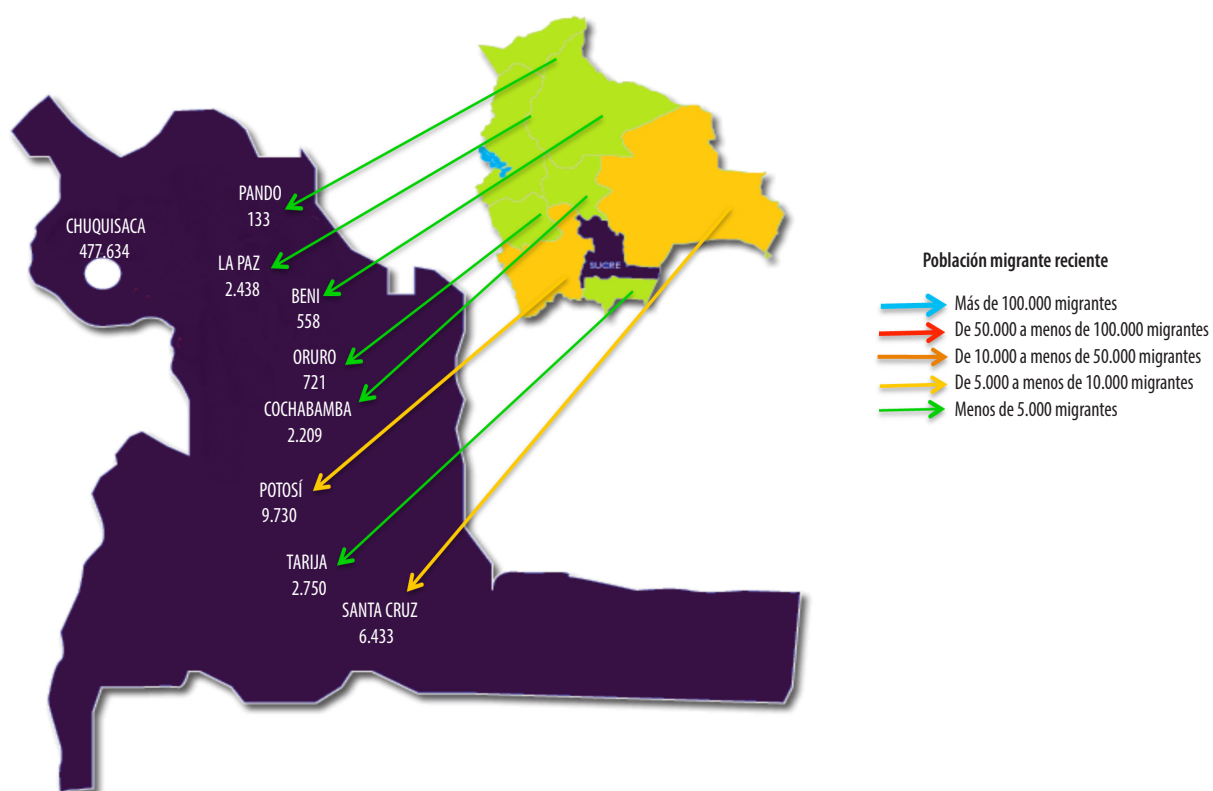 PANDO
133
CHUQUISACA
477.634
LA PAZ
2.438
BENI
558
ORURO
721
COCHABAMBA
2.209
POTOSÍ
9.730
TARIJA
2.750
SANTA CRUZ
6.433
SUCRE
Población migrante reciente
Más de 100.000 migrantes
De 50.000 a menos de 100.000 migrantes
De 10.000 a menos de 50.000 migrantes
De 5.000 a menos de 10.000 migrantes
Menos de 5.000 migrantes